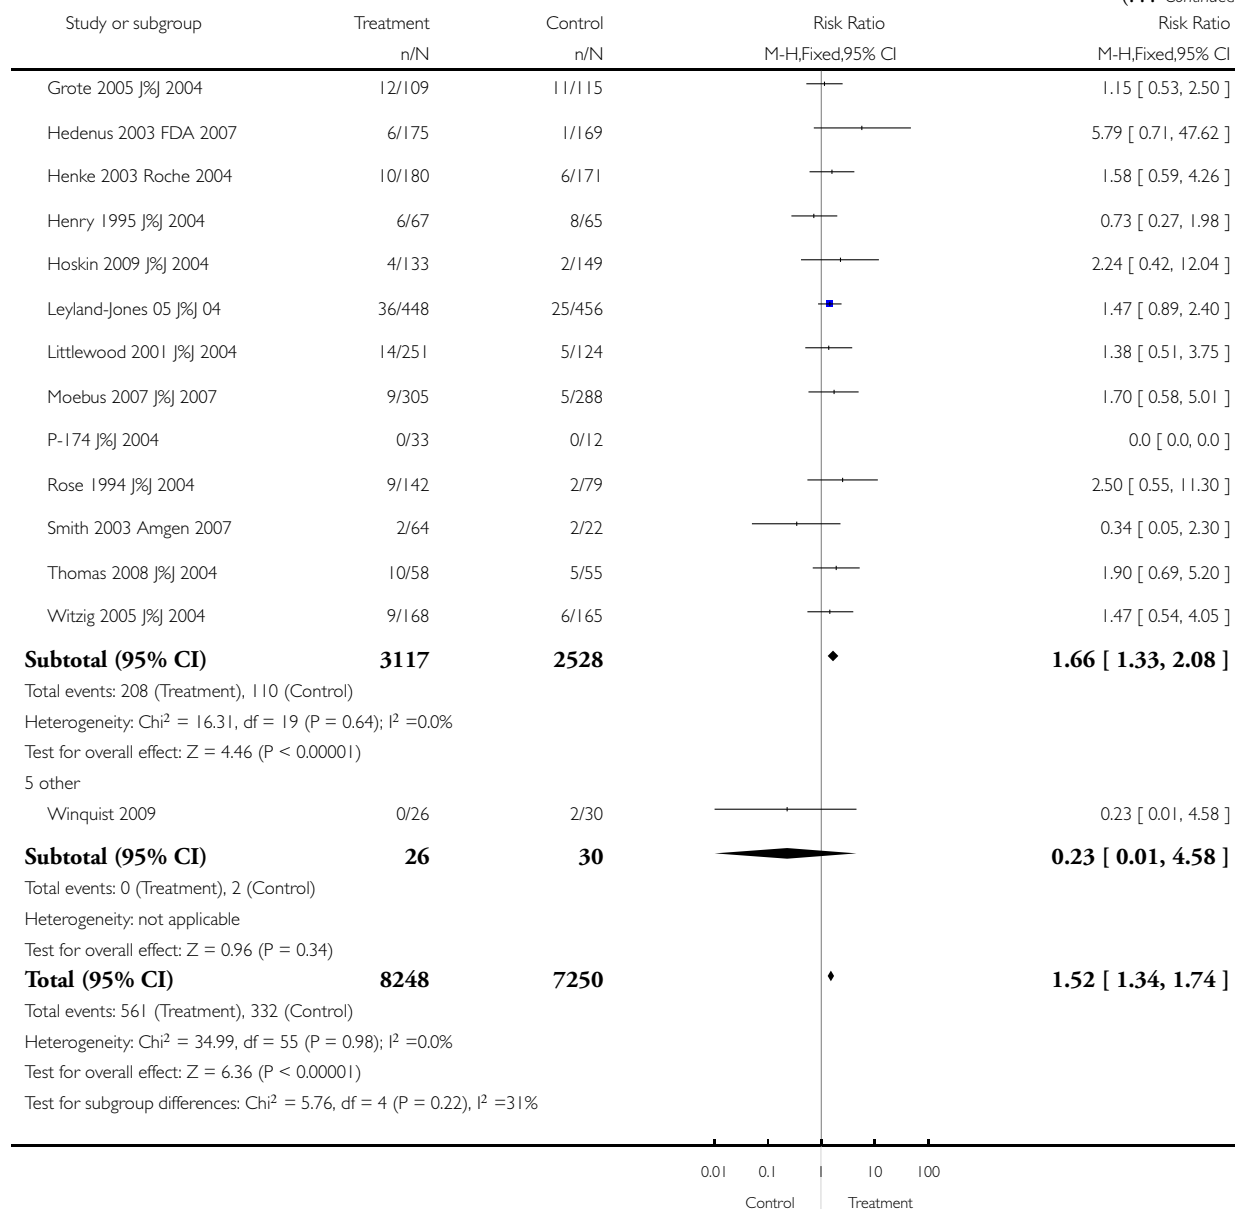 (... Continued
Study or subgroup Treatment Control Risk Ratio Risk Ratio
n/N n/N M-H,Fixed,95% CI M-H,Fixed,95% CI
Grote 2005 J%J 2004 12/109 11/115 1.15 [ 0.53, 2.50 ]
Hedenus 2003 FDA 2007 6/175 1/169 5.79 [ 0.71, 47.62 ]
Henke 2003 Roche 2004 10/180 6/171 1.58 [ 0.59, 4.26 ]
Henry 1995 J%J 2004 6/67 8/65 0.73 [ 0.27, 1.98 ]
Hoskin 2009 J%J 2004 4/133 2/149 2.24 [ 0.42, 12.04 ]
Leyland-Jones 05 J%J 04 36/448 25/456 1.47 [ 0.89, 2.40 ]
Littlewood 2001 J%J 2004 14/251 5/124 1.38 [ 0.51, 3.75 ]
Moebus 2007 J%J 2007 9/305 5/288 1.70 [ 0.58, 5.01 ]
P-174 J%J 2004 0/33 0/12 0.0 [ 0.0, 0.0 ]
Rose 1994 J%J 2004 9/142 2/79 2.50 [ 0.55, 11.30 ]
Smith 2003 Amgen 2007 2/64 2/22 0.34 [ 0.05, 2.30 ]
Thomas 2008 J%J 2004 10/58 5/55 1.90 [ 0.69, 5.20 ]
Witzig 2005 J%J 2004 9/168 6/165 1.47 [ 0.54, 4.05 ]
Subtotal (95% CI) 3117 2528 1.66 [ 1.33, 2.08 ]
Total events: 208 (Treatment), 110 (Control)
Heterogeneity: Chi² = 16.31, df = 19 (P = 0.64); I² =0.0%
Test for overall effect: Z = 4.46 (P < 0.00001)
5 other
Winquist 2009 0/26 2/30 0.23 [ 0.01, 4.58 ]
Subtotal (95% CI) 26 30 0.23 [ 0.01, 4.58 ]
Total events: 0 (Treatment), 2 (Control)
Heterogeneity: not applicable
Test for overall effect: Z = 0.96 (P = 0.34)
Total (95% CI) 8248 7250 1.52 [ 1.34, 1.74 ]
Total events: 561 (Treatment), 332 (Control)
Heterogeneity: Chi² = 34.99, df = 55 (P = 0.98); I² =0.0%
Test for overall effect: Z = 6.36 (P < 0.00001)
Test for subgroup differences: Chi² = 5.76, df = 4 (P = 0.22), I² =31%
0.01 0.1 1 10 100
Control Treatment